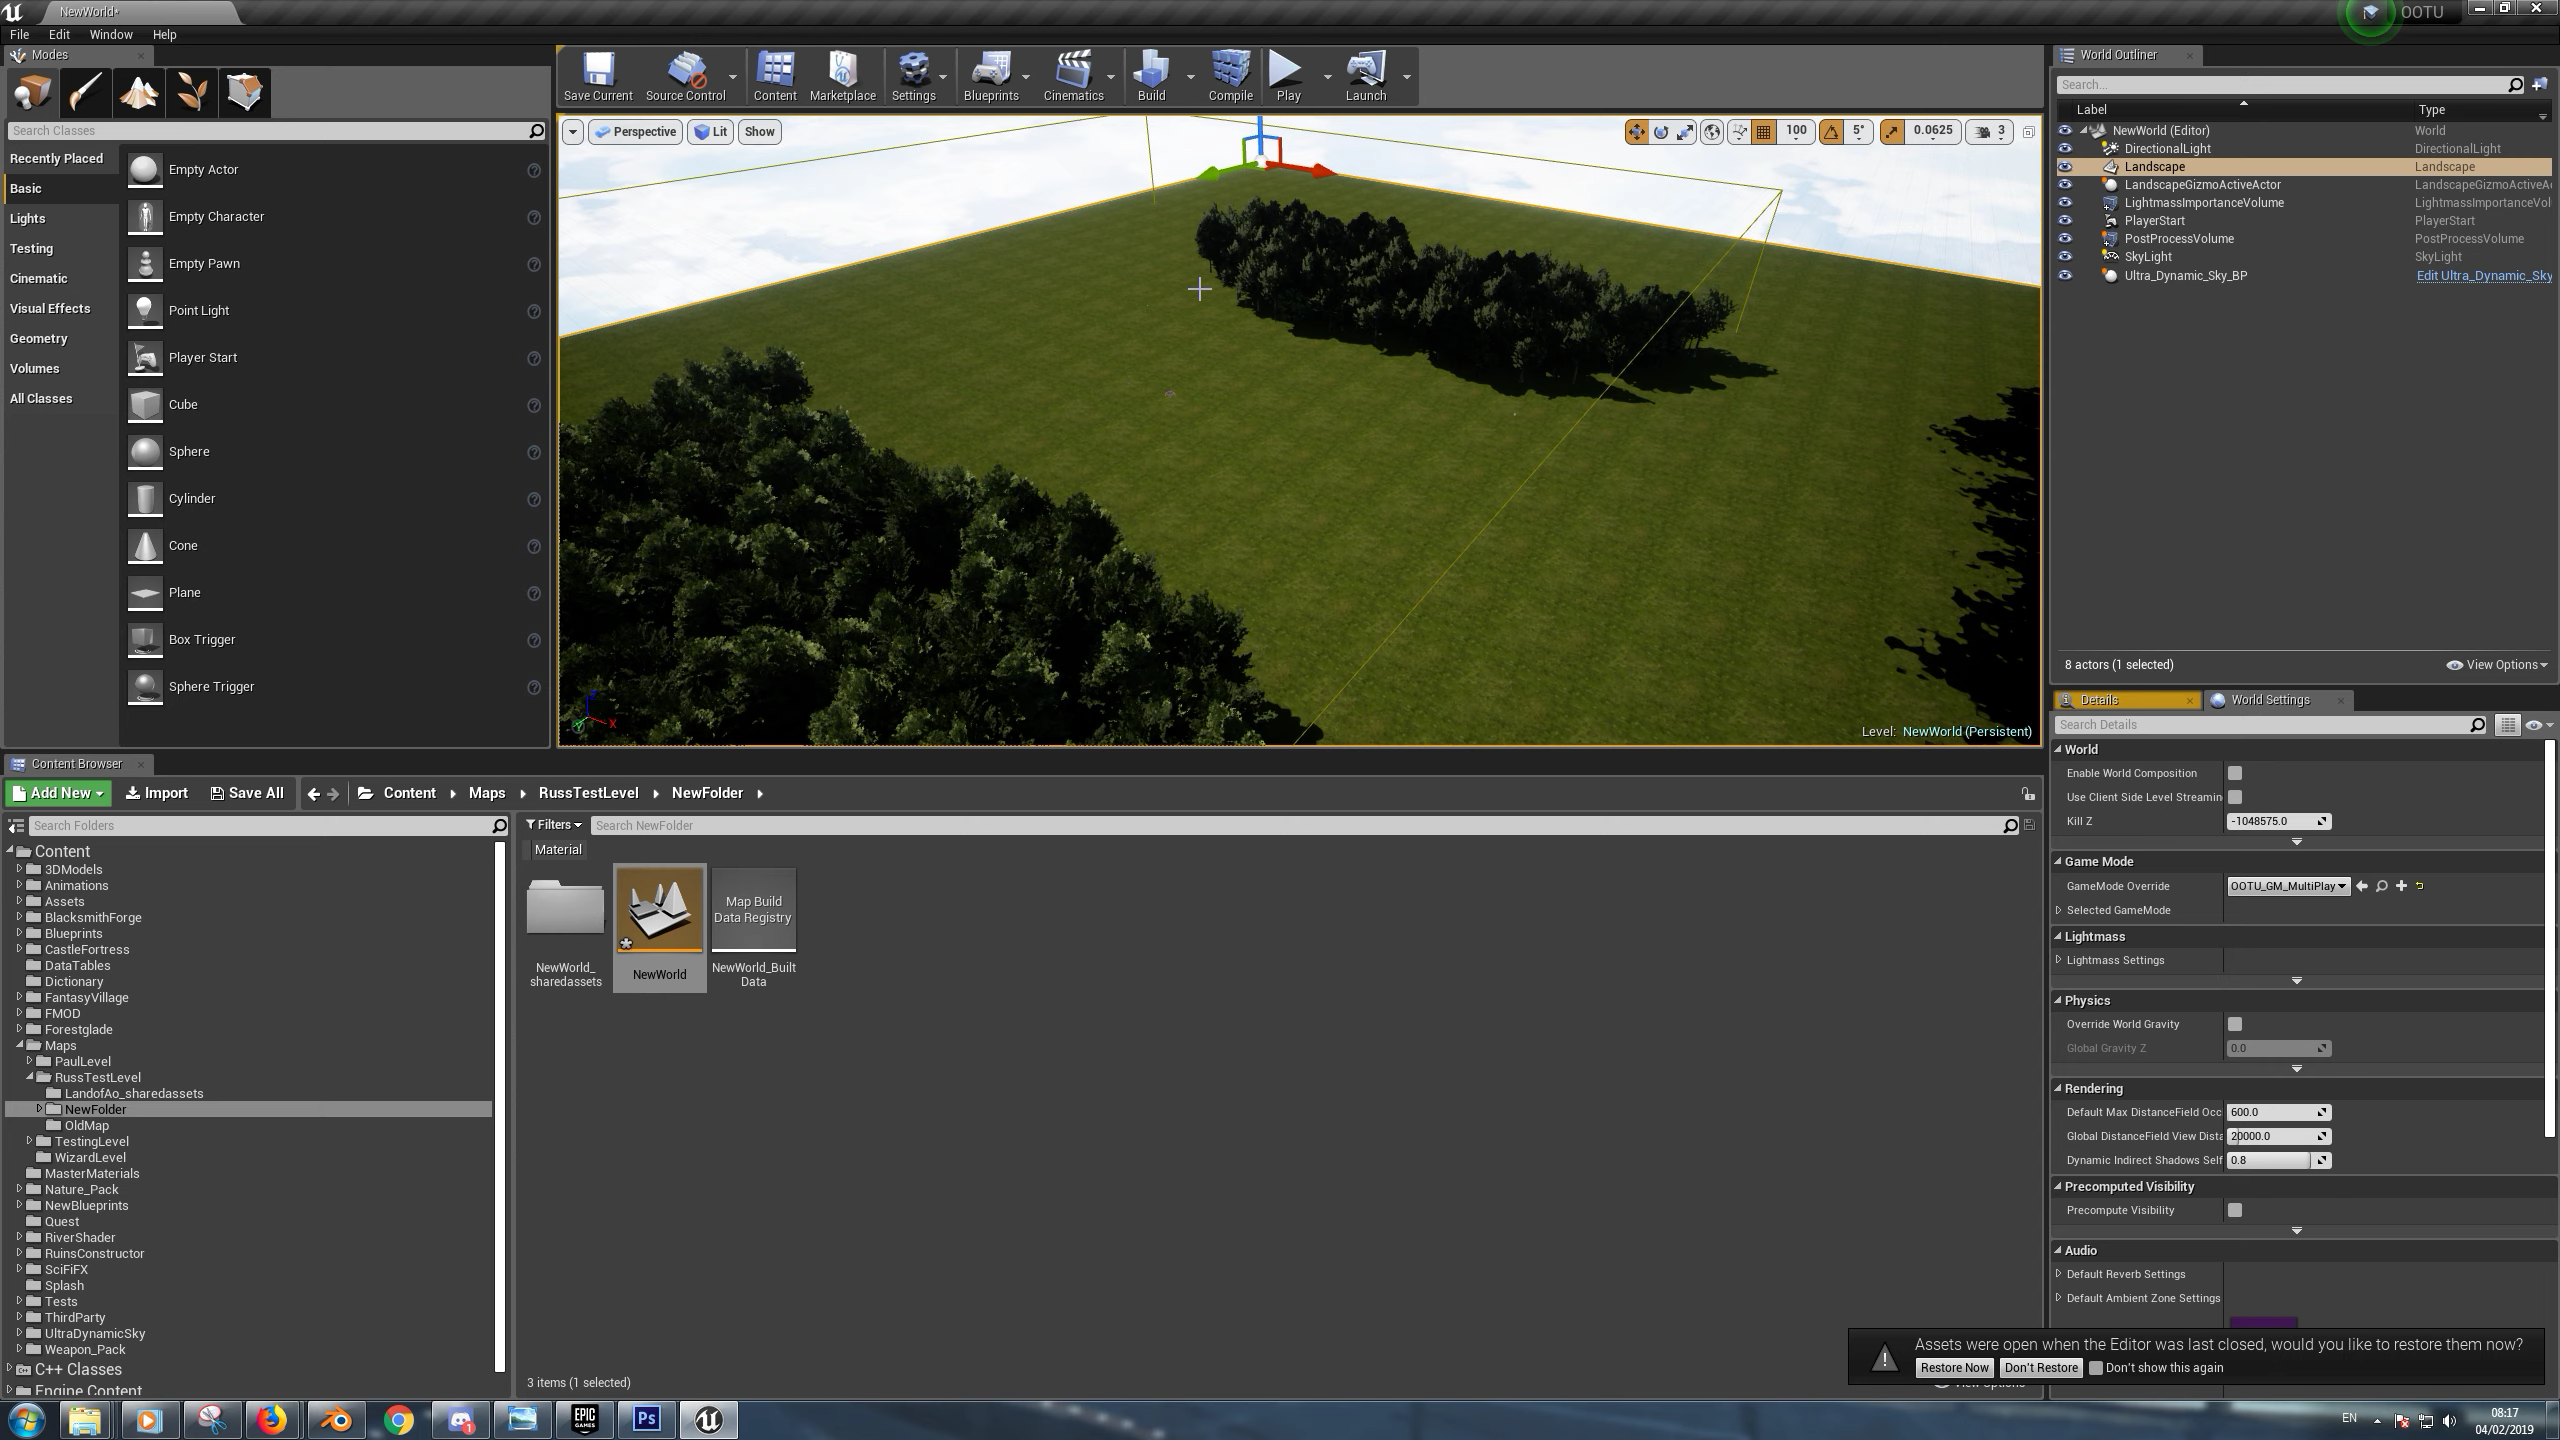 NewWorld*
OOTU
File Edit Window Help
Modes
Search Classes
Recently Placed
Basic
Lights
Testing
Cinematic
Visual Effects
Geometry
Volumes
All Classes
Empty Actor
Empty Character
Empty Pawn
Point Light
Player Start
Cube
Sphere
Cylinder
Cone
Plane
Box Trigger
Sphere Trigger
Save Current Source Control Content Marketplace Settings Blueprints Cinematics Build Compile Play Launch
Perspective Lit Show
100 5° 0.0625 3
X
Level: NewWorld (Persistent)
World Outliner
Search...
Label Type
NewWorld (Editor) World
DirectionalLight DirectionalLight
Landscape Landscape
LandscapeGizmoActiveActor LandscapeGizmoActiveA
LightmassImportanceVolume LightmassImportanceVol
PlayerStart PlayerStart
PostProcessVolume PostProcessVolume
SkyLight SkyLight
Ultra_Dynamic_Sky_BP Edit Ultra_Dynamic_Sky
8 actors (1 selected) View Options
Details World Settings
Search Details
World
Enable World Composition
Use Client Side Level Streamin
Kill Z -1048575.0
Game Mode
GameMode Override OOTU_GM_MultiPlay
Selected GameMode
Lightmass
Lightmass Settings
Physics
Override World Gravity
Global Gravity Z 0.0
Rendering
Default Max DistanceField Occ 600.0
Global DistanceField View Dista 20000.0
Dynamic Indirect Shadows Self 0.8
Precomputed Visibility
Precompute Visibility
Audio
Default Reverb Settings
Default Ambient Zone Settings
Content Browser
Add New Import Save All Content Maps RussTestLevel NewFolder
Search Folders
Filters Search NewFolder
Material
Content
3DModels
Animations
Assets
BlacksmithForge
Blueprints
CastleFortress
DataTables
Dictionary
FantasyVillage
FMOD
Forestglade
Maps
PaulLevel
RussTestLevel
LandofAo_sharedassets
NewFolder
OldMap
TestingLevel
WizardLevel
MasterMaterials
Nature_Pack
NewBlueprints
Quest
RiverShader
RuinsConstructor
SciFiFX
Splash
Tests
ThirdParty
UltraDynamicSky
Weapon_Pack
C++ Classes
Engine Content
Map Build
Data Registry
NewWorld_
sharedassets
NewWorld
NewWorld_Built
Data
3 items (1 selected)
View Options
Assets were open when the Editor was last closed, would you like to restore them now?
Restore Now Don't Restore Don't show this again
EPIC
GAMES
Ps
1
EN
08:17
04/02/2019